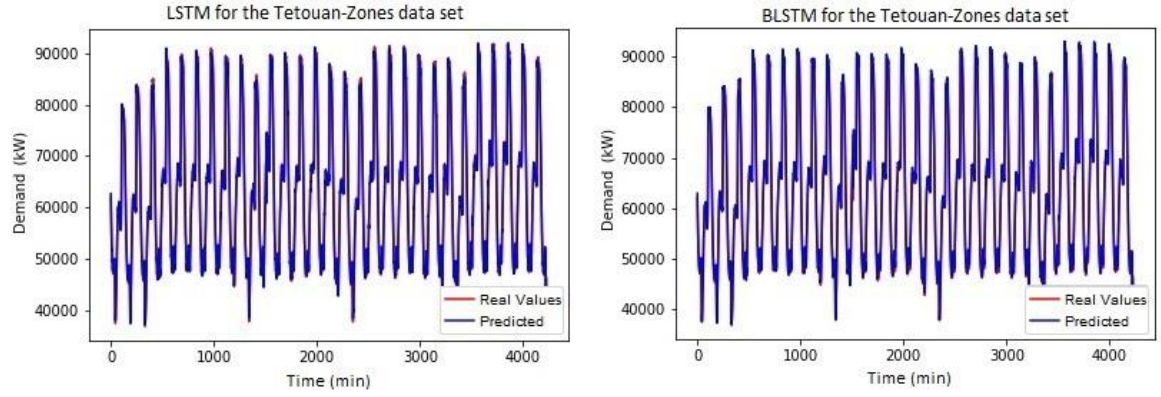 LSTM for the Tetouan-Zones data set
90000
80000
70000
60000
50000
40000
Demand (kW)
0 1000 2000 3000 4000
Time (min)
Real Values
Predicted
BLSTM for the Tetouan-Zones data set
90000
80000
70000
60000
50000
40000
Demand (kW)
0 1000 2000 3000 4000
Time (min)
Real Values
Predicted